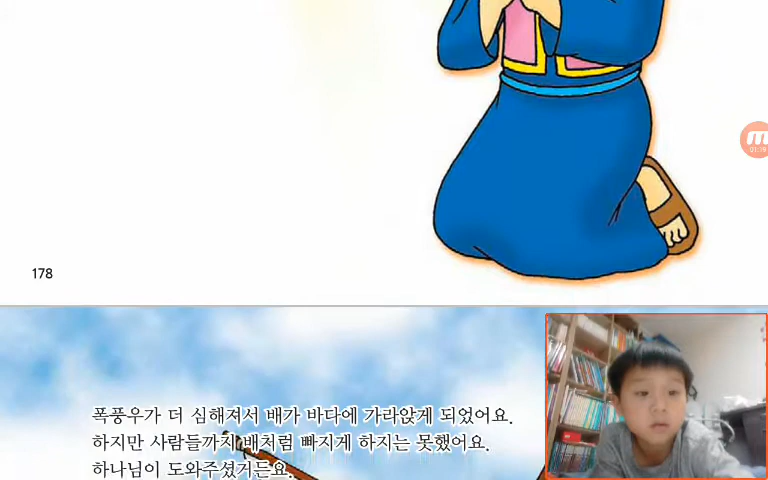 178
폭풍우가 더 심해져서 배가 바다에 가라앉게 되었어요.
하지만 사람들까지 배처럼 빠지게 하지는 못했어요.
하나님이 도와주셨거든요.